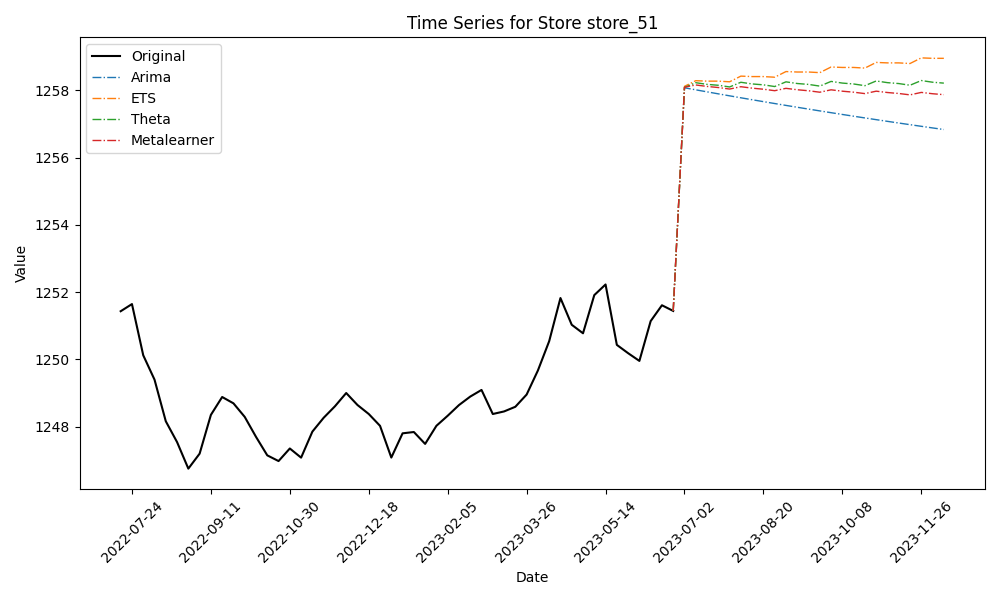 Time Series for Store store_51
Original
Arima
ETS
Theta
Metalearner
Value
1258
1256
1254
1252
1250
1248
2022-07-24
2022-09-11
2022-10-30
2022-12-18
2023-02-05
2023-03-26
2023-05-14
2023-07-02
2023-08-20
2023-10-08
2023-11-26
Date